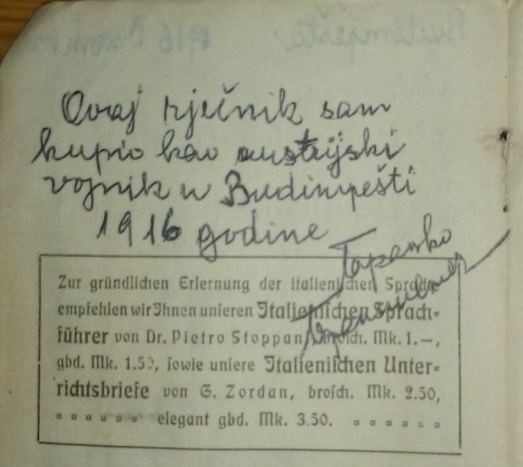 Ovaj rječnik sam
kupio kao austrijski
vojnik u Budimpešti
1916 godine
Zur gründlichen Erlernung der italienischen Sprache
empfehlen wir Ihnen unseren Italienischen Sprach-
führer von Dr. Pietro Stoppani, brosch. Mk. 1.–,
gbd. Mk. 1.50, sowie unsere Italienischen Unter-
richtsbriefe von G. Zordan, brosch. Mk. 2.50,
elegant gbd. Mk. 3.50.